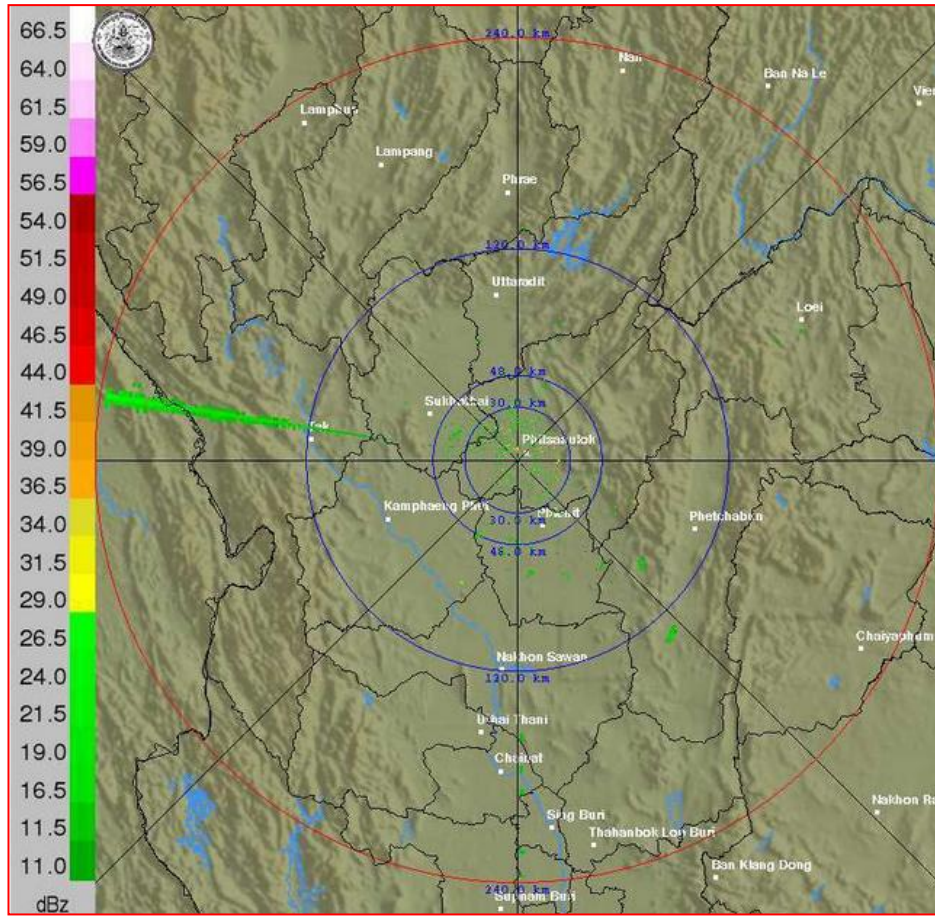 66.5
64.0
61.5
59.0
56.5
54.0
51.5
49.0
46.5
44.0
41.5
39.0
36.5
34.0
31.5
29.0
26.5
24.0
21.5
19.0
16.5
11.5
11.0
dBz
240.0 km
Nan
Ban Na Le
Lamphun
Lampang
Phrae
120.0 km
Uttaradit
Loei
48.0 km
30.0 km
Sukhothai
Tak
Phitsanulok
Kamphaeng Phet
Phichit
30.0 km
48.0 km
Phetchabun
Chaiyaphum
Nakhon Sawan
120.0 km
Uthai Thani
Chainat
Sing Buri
Thahanbok Lop Buri
Nakhon Ra
Ban Klang Dong
240.0 km
Suphan Buri